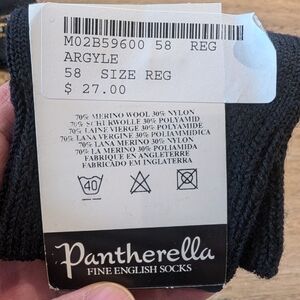 M02B59600 58 REG
ARGYLE
58 SIZE REG
$ 27.00
70% MERINO WOOL 30% NYLON
70% SCHURWOLLE 30% POLYAMID
70% LAINE VIERGE 30% POLYAMIDE
70% LANA VERGINE 30% POLIAMMIDICA
70% LANA MERINO 30% NYLON
70% LA MERINO 30% POLIAMIDA
FABRIQUE EN ANGLETERRE
FABRICADO EM INGLATERRA
40
Pantherella
FINE ENGLISH SOCKS